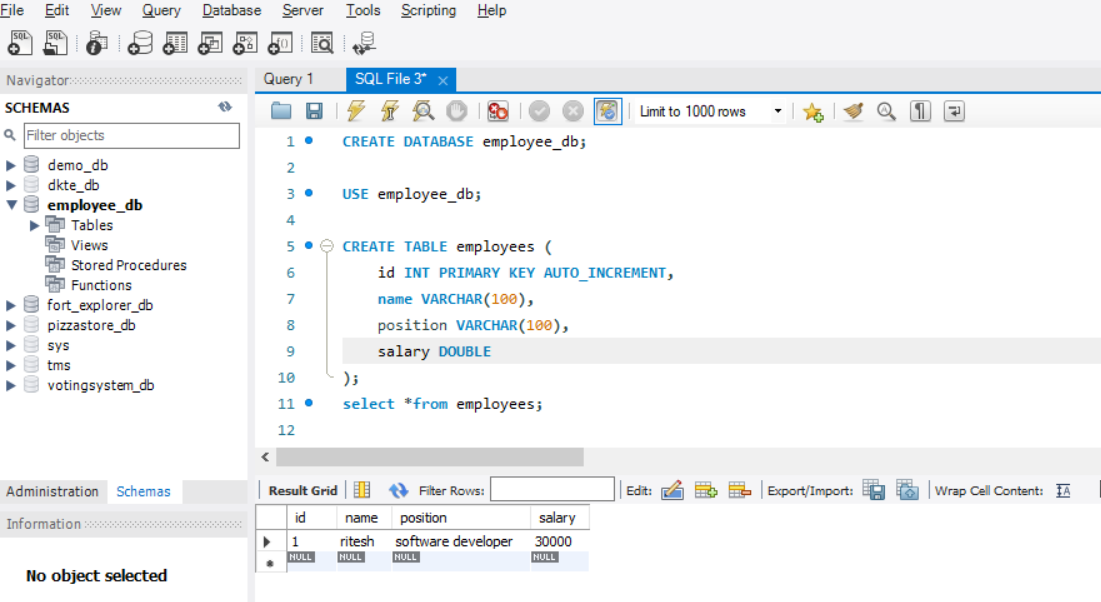 File Edit View Query Database Server Tools Scripting Help
SQL SQL
Navigator
Query 1 SQL File 3* ×
SCHEMAS
Limit to 1000 rows
Filter objects
demo_db
dkte_db
employee_db
Tables
Views
Stored Procedures
Functions
fort_explorer_db
pizzastore_db
sys
tms
votingsystem_db
1 CREATE DATABASE employee_db;
2
3 USE employee_db;
4
5 CREATE TABLE employees (
6 id INT PRIMARY KEY AUTO_INCREMENT,
7 name VARCHAR(100),
8 position VARCHAR(100),
9 salary DOUBLE
10 );
11 select *from employees;
12
Administration Schemas
Result Grid Filter Rows: Edit: Export/Import: Wrap Cell Content: IA
Information
id name position salary
1 ritesh software developer 30000
NULL NULL NULL NULL
No object selected